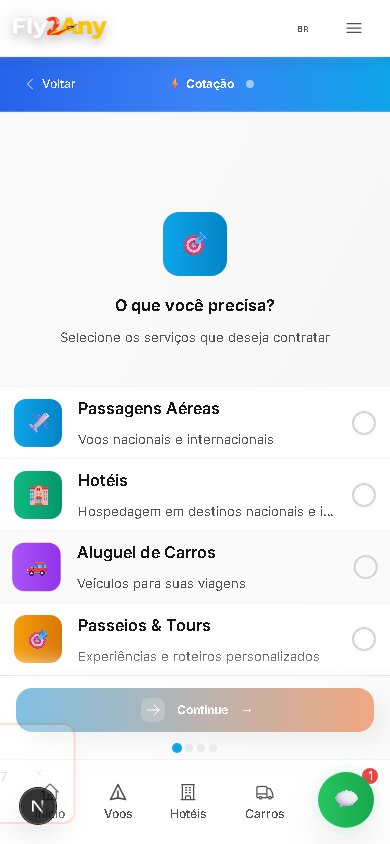 Fly2Any
BR
Voltar
Cotação
O que você precisa?
Selecione os serviços que deseja contratar
Passagens Aéreas
Voos nacionais e internacionais
Hotéis
Hospedagem em destinos nacionais e i...
Aluguel de Carros
Veículos para suas viagens
Passeios & Tours
Experiências e roteiros personalizados
Continue →
7
1
N
Início
Voos
Hotéis
Carros